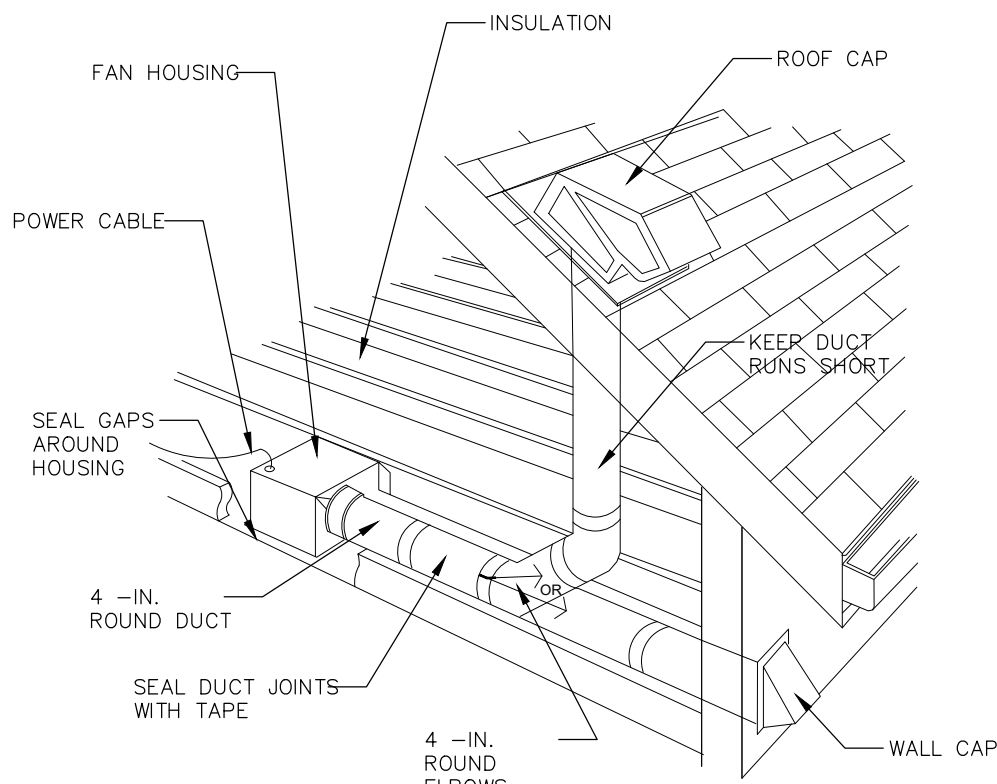 INSULATION
ROOF CAP
FAN HOUSING
POWER CABLE
KEEP DUCT
RUNS SHORT
SEAL GAPS
AROUND
HOUSING
OR
4 -IN.
ROUND DUCT
SEAL DUCT JOINTS
WITH TAPE
4 -IN.
ROUND
ELBOWS
WALL CAP